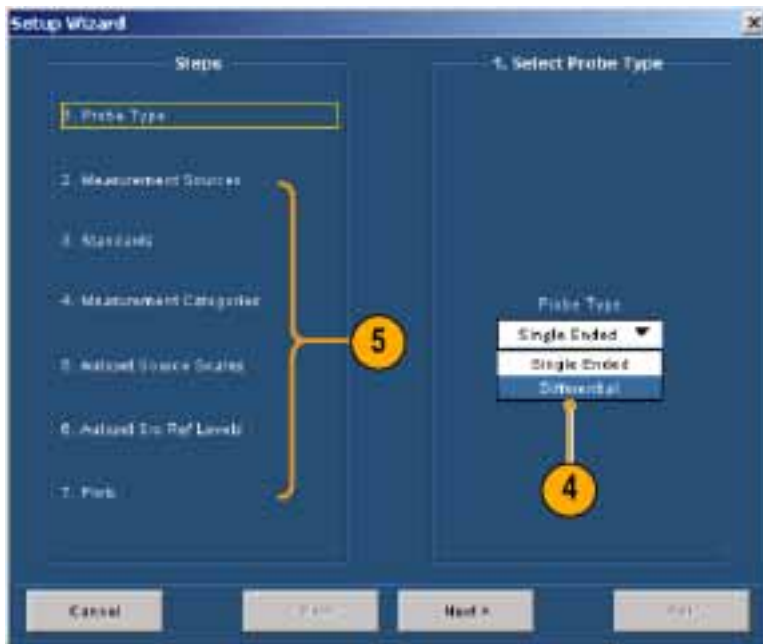 Setup Wizard
Steps
1. Probe Type
2. Measurement Sources
3. Standards
4. Measurement Categories
5. Autoset Source Scales
6. Autoset Src Ref Levels
7. Plots
5
1. Select Probe Type
Probe Type
Single Ended
Single Ended
Differential
4
Cancel
Next >